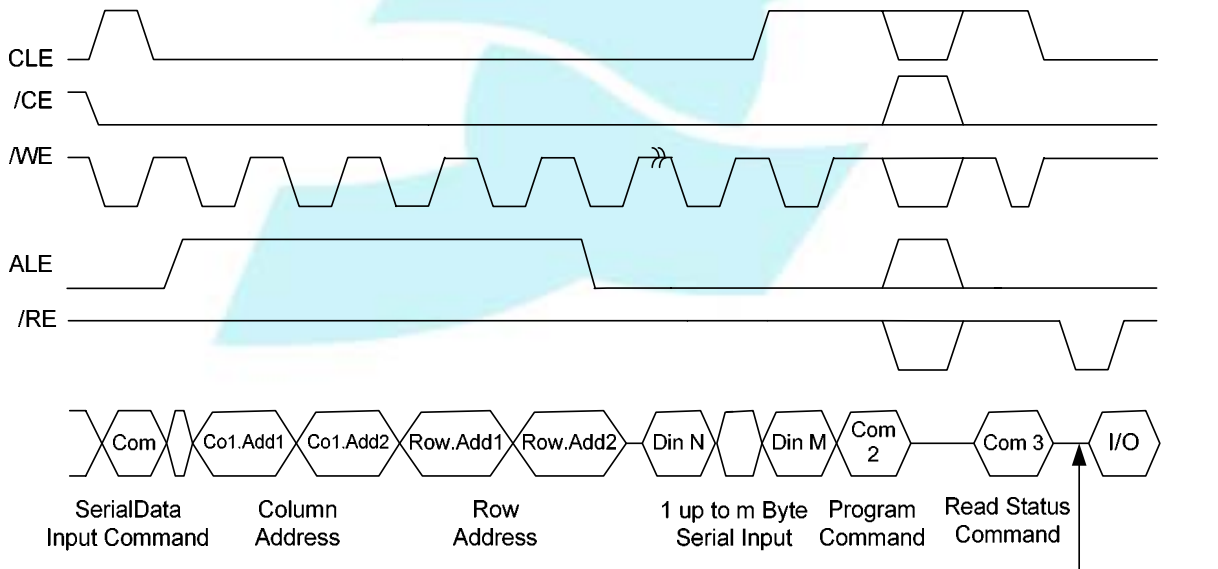 CLE
/CE
/WE
ALE
/RE
Com
Co1.Add1
Co1.Add2
Row.Add1
Row.Add2
Din N
Din M
Com
2
Com 3
I/O
SerialData
Input Command
Column
Address
Row
Address
1 up to m Byte
Serial Input
Program
Command
Read Status
Command